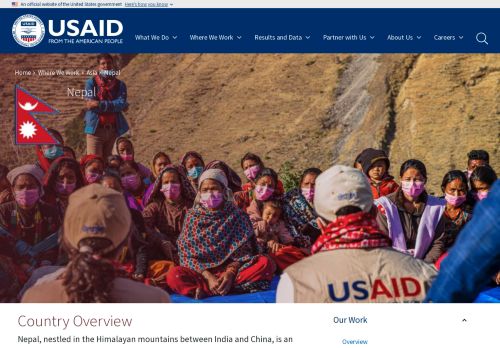 An official website of the United States government Here's how you know
USAID
FROM THE AMERICAN PEOPLE
What We Do
Where We Work
Results and Data
Partner with Us
About Us
Careers
Home
Where We Work
Asia
Nepal
Nepal
USAID
Country Overview
Nepal, nestled in the Himalayan mountains between India and China, is an
Our Work
Overview